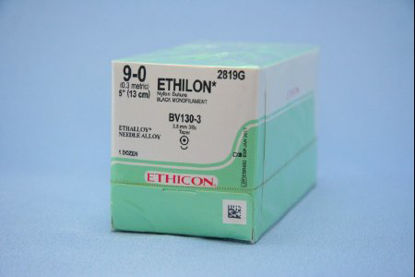 9-0
(0.3 metric)
5" (13 cm)
ETHILON*
Nylon Suture
BLACK MONOFILAMENT
2819G
BV130-3
Taper
ETHALLOY*
NEEDLE ALLOY
1 DOZEN
ETHICON